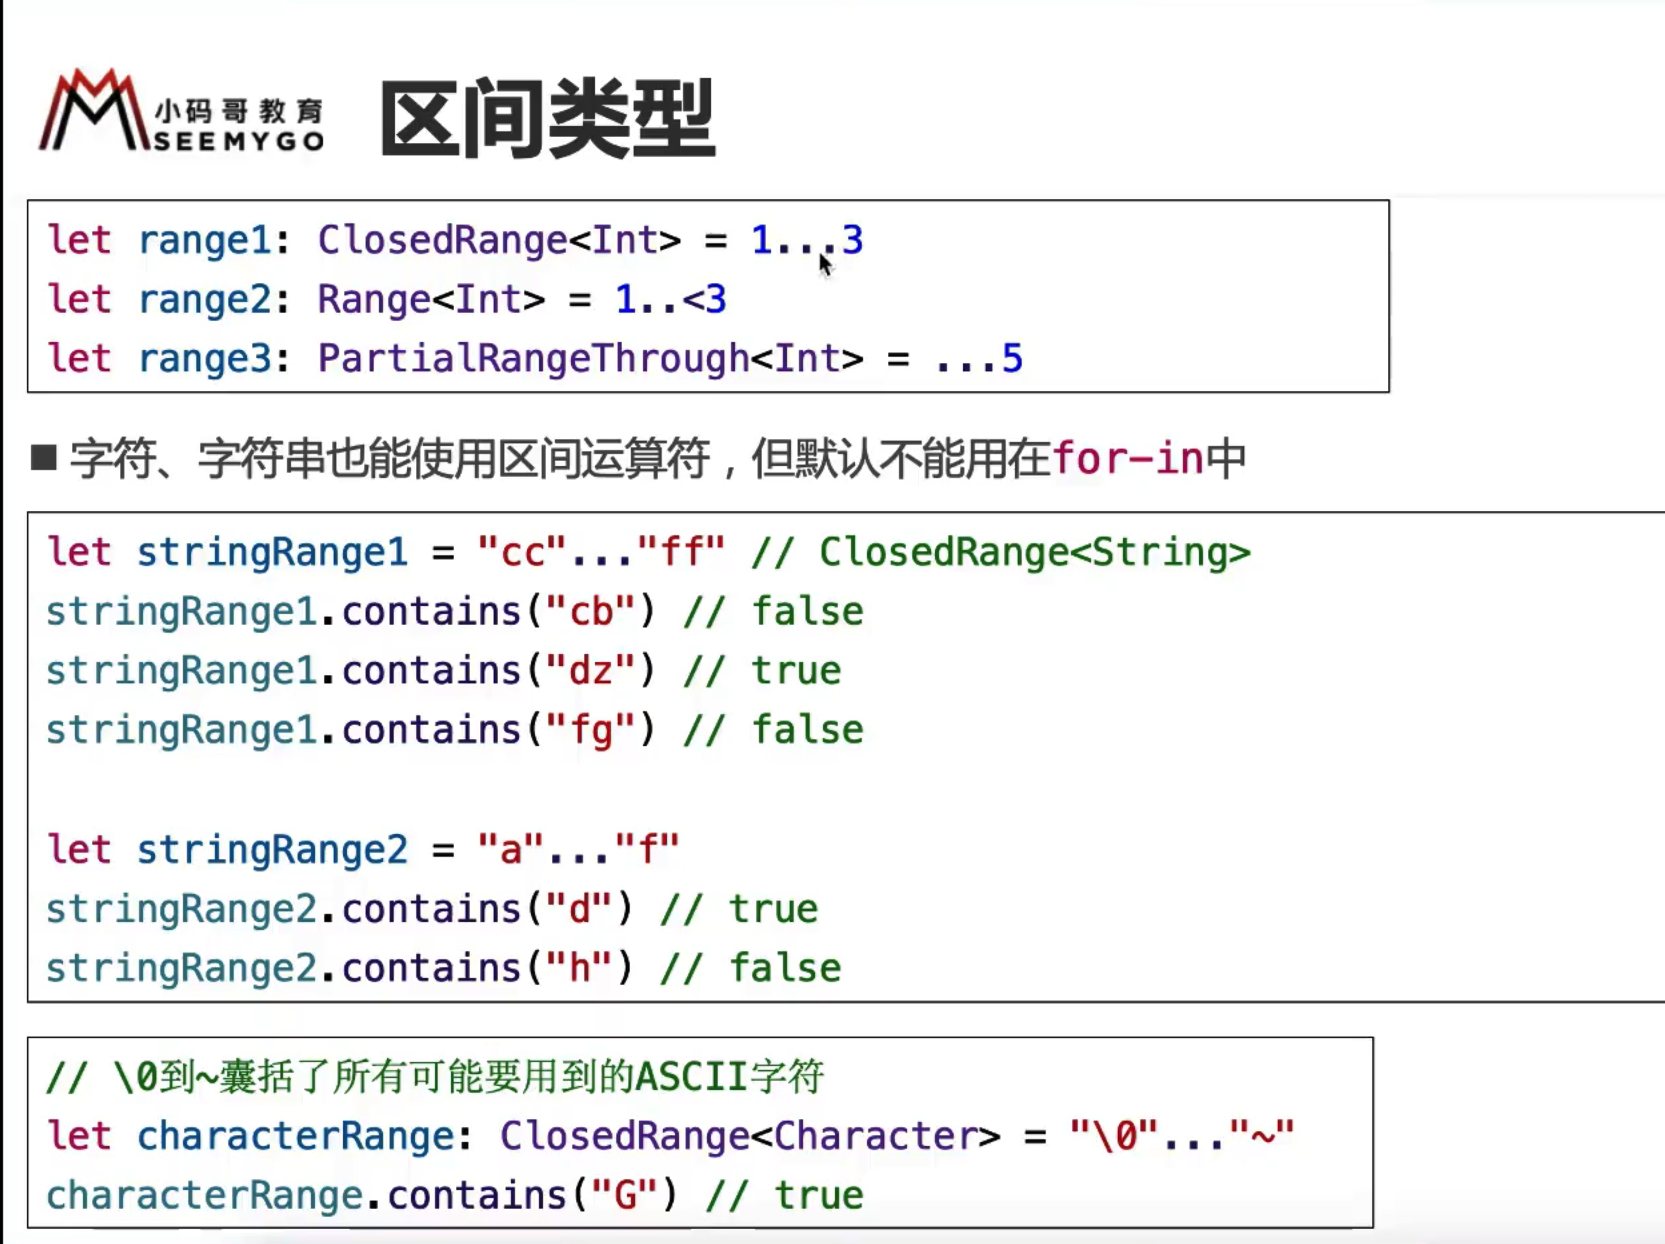 小码哥教育
SEEMYGO
区间类型
let range1: ClosedRange<Int> = 1...3
let range2: Range<Int> = 1..<3
let range3: PartialRangeThrough<Int> = ...5
■ 字符、字符串也能使用区间运算符，但默认不能用在for-in中
let stringRange1 = "cc"..."ff" // ClosedRange<String>
stringRange1.contains("cb") // false
stringRange1.contains("dz") // true
stringRange1.contains("fg") // false
let stringRange2 = "a"..."f"
stringRange2.contains("d") // true
stringRange2.contains("h") // false
// \0到~囊括了所有可能要用到的ASCII字符
let characterRange: ClosedRange<Character> = "\0"..."~"
characterRange.contains("G") // true